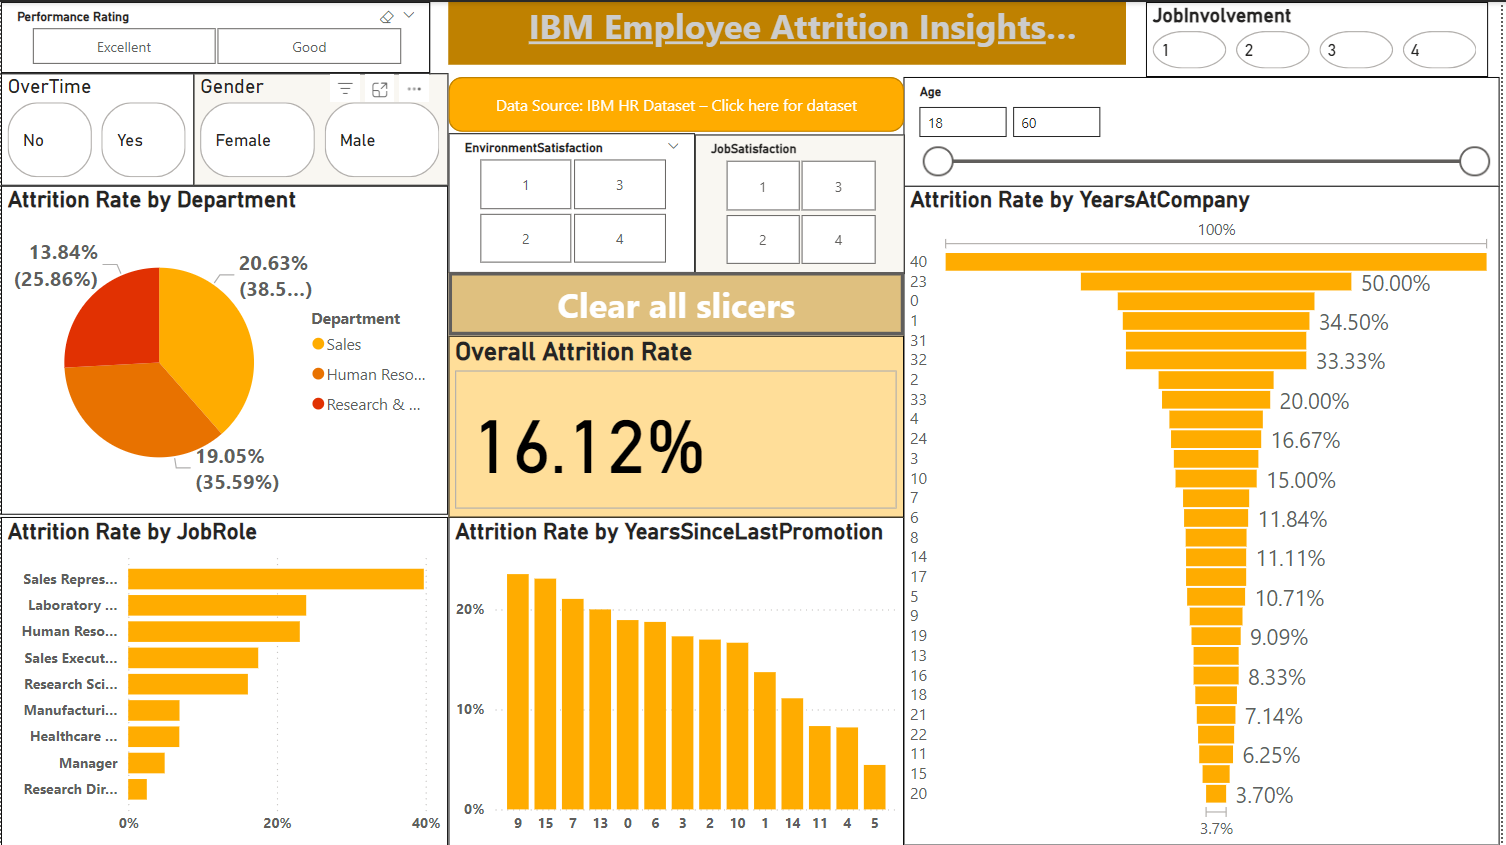 Performance Rating
Excellent
Good
IBM Employee Attrition Insights...
JobInvolvement
1
2
3
4
OverTime
No
Yes
Gender
Female
Male
Data Source: IBM HR Dataset – Click here for dataset
EnvironmentSatisfaction
1
3
2
4
JobSatisfaction
1
3
2
4
Age
18
60
Attrition Rate by Department
13.84%
(25.86%)
20.63%
(38.5...)
19.05%
(35.59%)
Department
Sales
Human Reso...
Research & ...
Clear all slicers
Overall Attrition Rate
16.12%
Attrition Rate by YearsAtCompany
100%
40
23
50.00%
0
1
34.50%
31
32
33.33%
2
33
20.00%
4
24
16.67%
3
10
15.00%
7
6
11.84%
8
14
11.11%
17
5
10.71%
9
19
9.09%
13
16
8.33%
18
21
7.14%
22
11
6.25%
15
20
3.70%
3.7%
Attrition Rate by JobRole
Sales Repres...
Laboratory ...
Human Reso...
Sales Execut...
Research Sci...
Manufacturi...
Healthcare ...
Manager
Research Dir...
0%
20%
40%
Attrition Rate by YearsSinceLastPromotion
20%
10%
0%
9 15 7 13 0 6 3 2 10 1 14 11 4 5